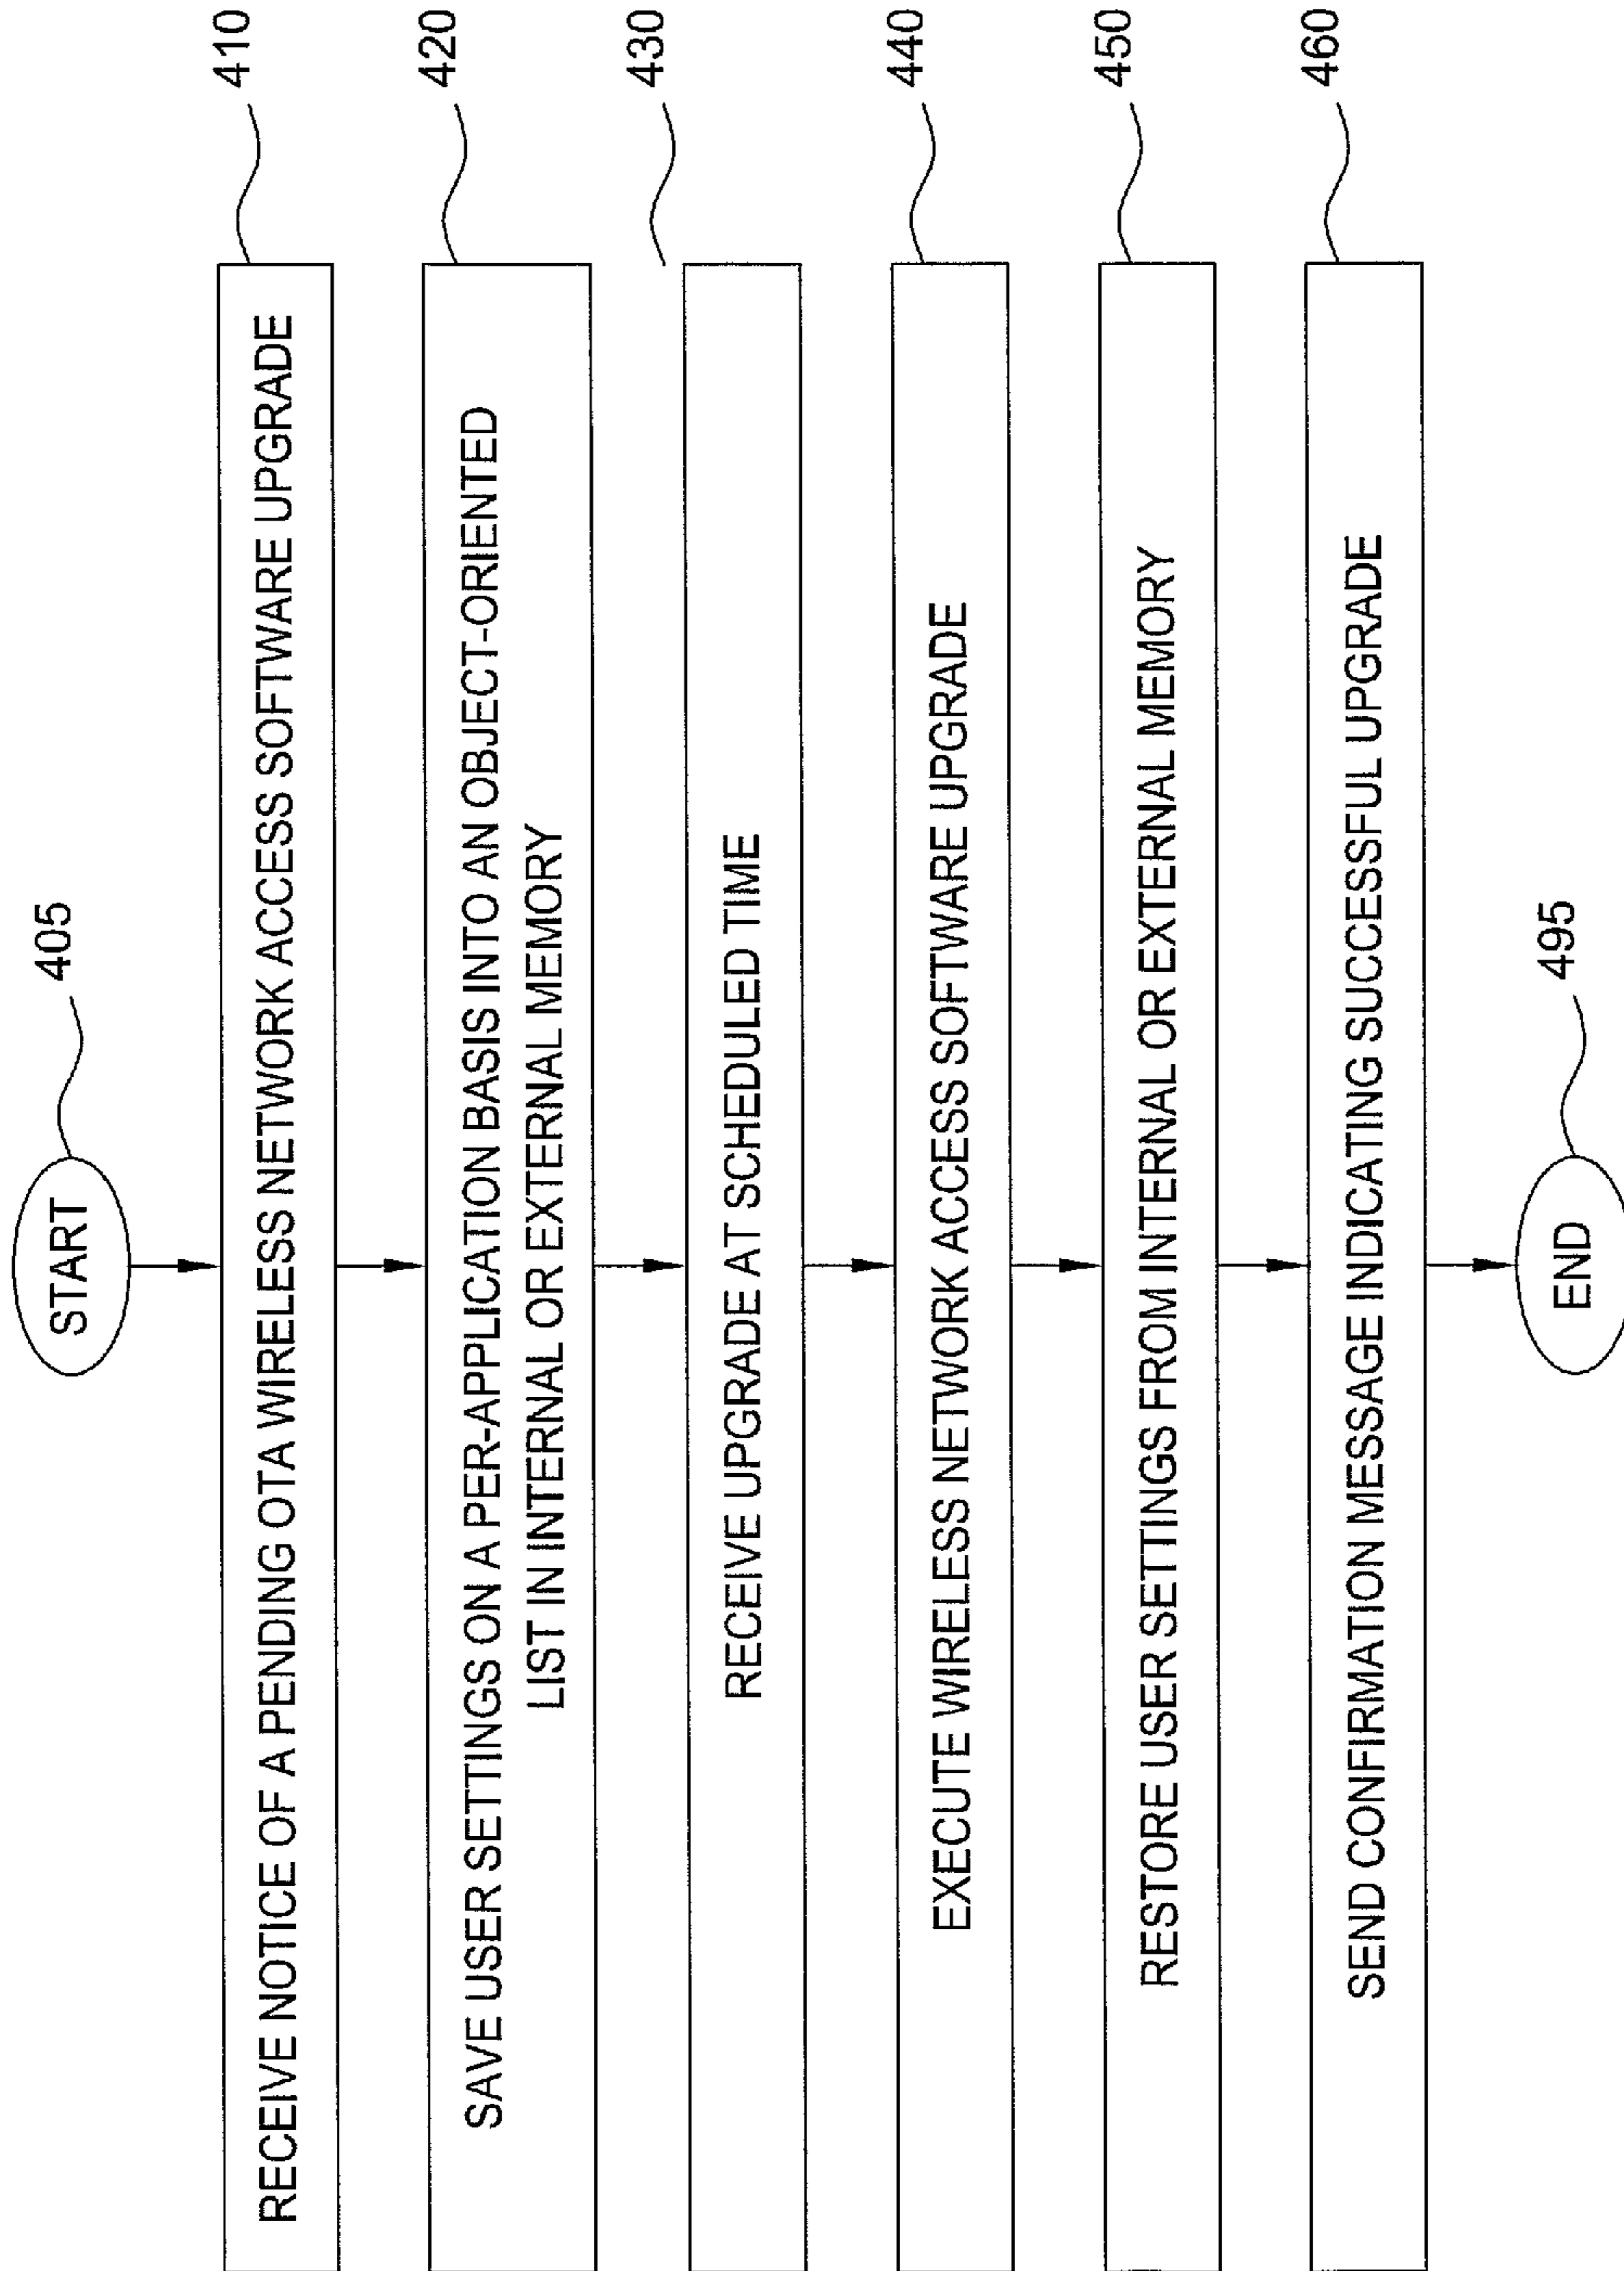 START
405
RECEIVE NOTICE OF A PENDING OTA WIRELESS NETWORK ACCESS SOFTWARE UPGRADE
410
SAVE USER SETTINGS ON A PER-APPLICATION BASIS INTO AN OBJECT-ORIENTED
LIST IN INTERNAL OR EXTERNAL MEMORY
420
RECEIVE UPGRADE AT SCHEDULED TIME
430
EXECUTE WIRELESS NETWORK ACCESS SOFTWARE UPGRADE
440
RESTORE USER SETTINGS FROM INTERNAL OR EXTERNAL MEMORY
450
SEND CONFIRMATION MESSAGE INDICATING SUCCESSFUL UPGRADE
460
END
495